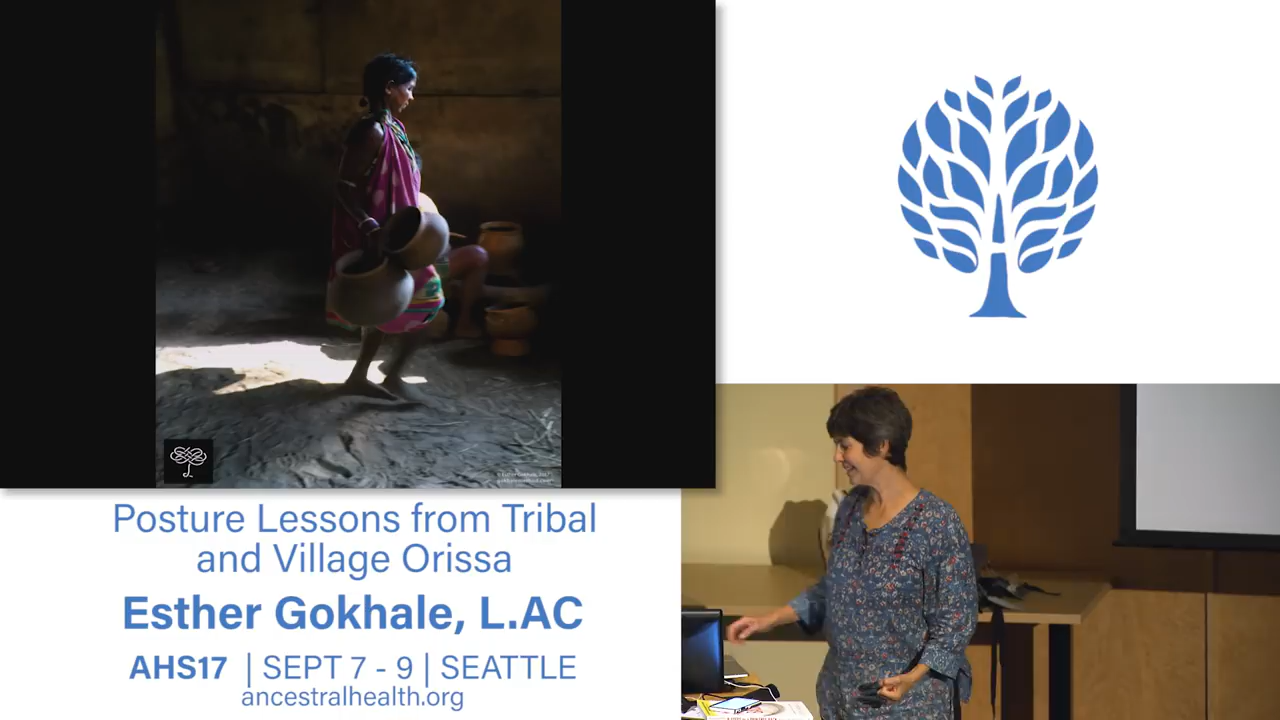 Posture Lessons from Tribal
and Village Orissa
Esther Gokhale, L.AC
AHS17 | SEPT 7 - 9 | SEATTLE
ancestralhealth.org